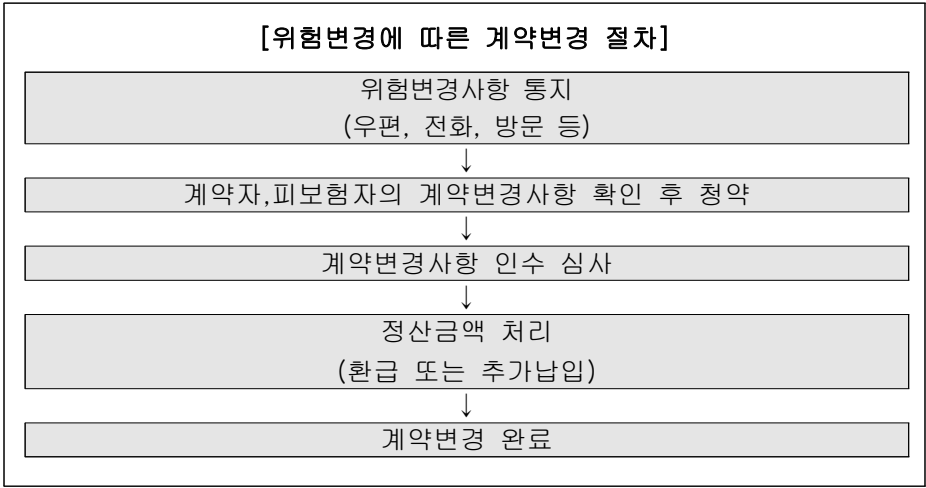 [위험변경에 따른 계약변경 절차]
위험변경사항 통지
(우편, 전화, 방문 등)
↓
계약자,피보험자의 계약변경사항 확인 후 청약
↓
계약변경사항 인수 심사
↓
정산금액 처리
(환급 또는 추가납입)
↓
계약변경 완료